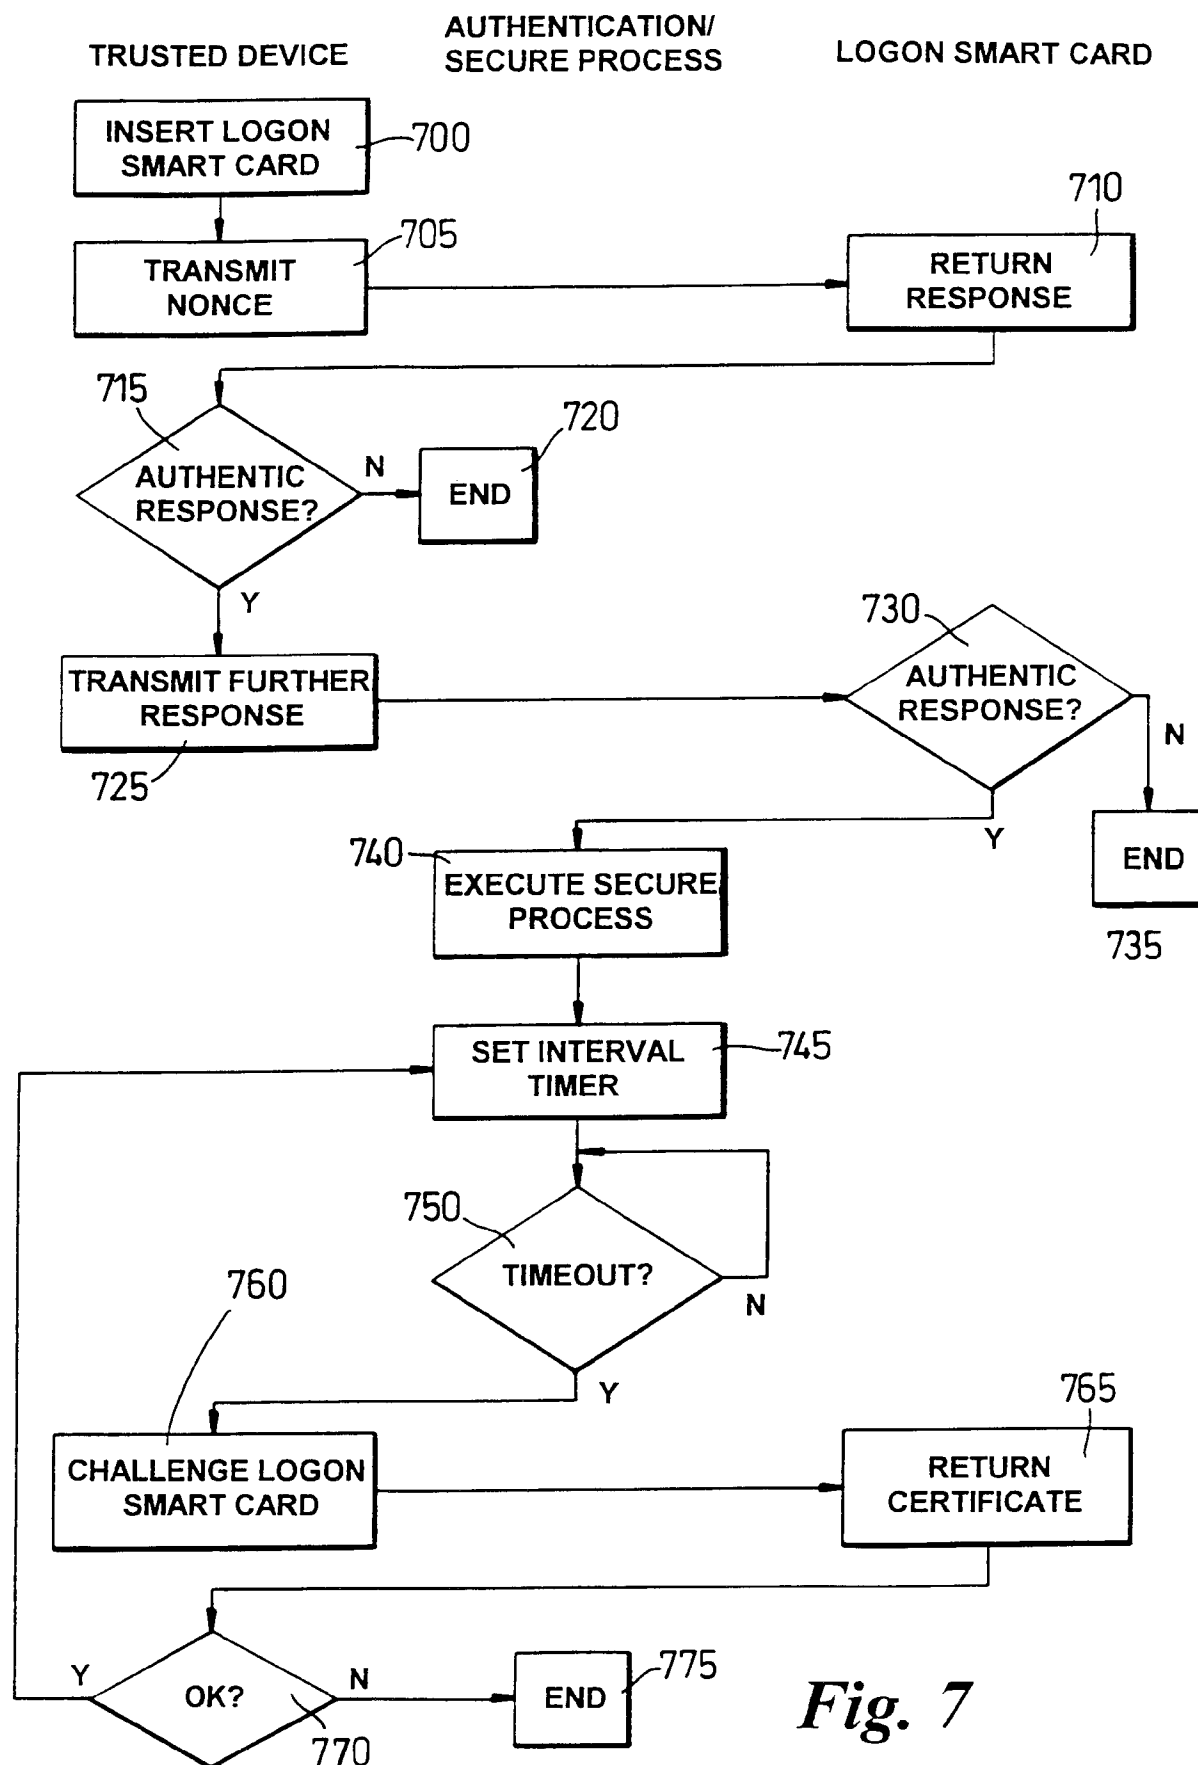 TRUSTED DEVICE
AUTHENTICATION/
SECURE PROCESS
LOGON SMART CARD
INSERT LOGON
SMART CARD
700
TRANSMIT
NONCE
705
RETURN
RESPONSE
710
AUTHENTIC
RESPONSE?
715
N
END
720
Y
TRANSMIT FURTHER
RESPONSE
725
AUTHENTIC
RESPONSE?
730
N
END
735
Y
740
EXECUTE SECURE
PROCESS
SET INTERVAL
TIMER
745
750
TIMEOUT?
N
Y
760
CHALLENGE LOGON
SMART CARD
RETURN
CERTIFICATE
765
Y
OK?
770
N
END
775
Fig. 7